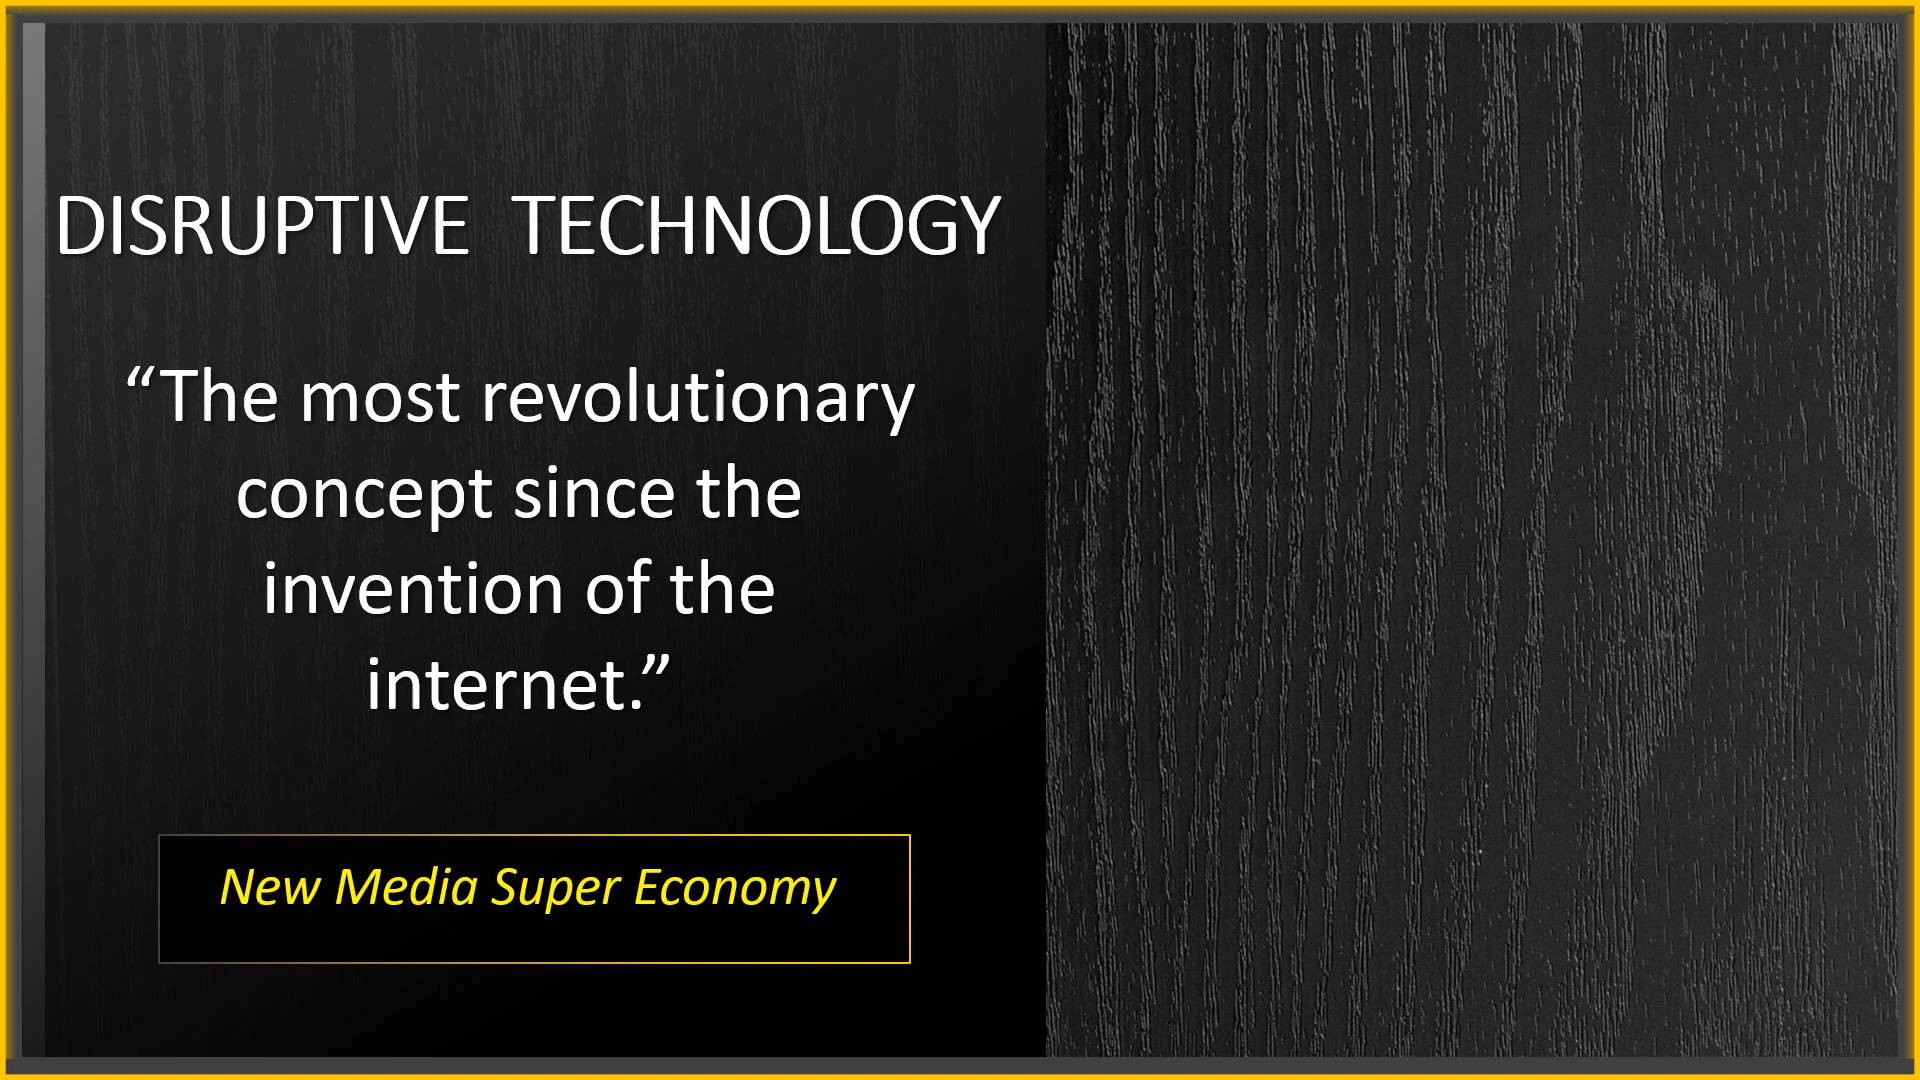 DISRUPTIVE TECHNOLOGY
“The most revolutionary
concept since the
invention of the
internet.”
New Media Super Economy